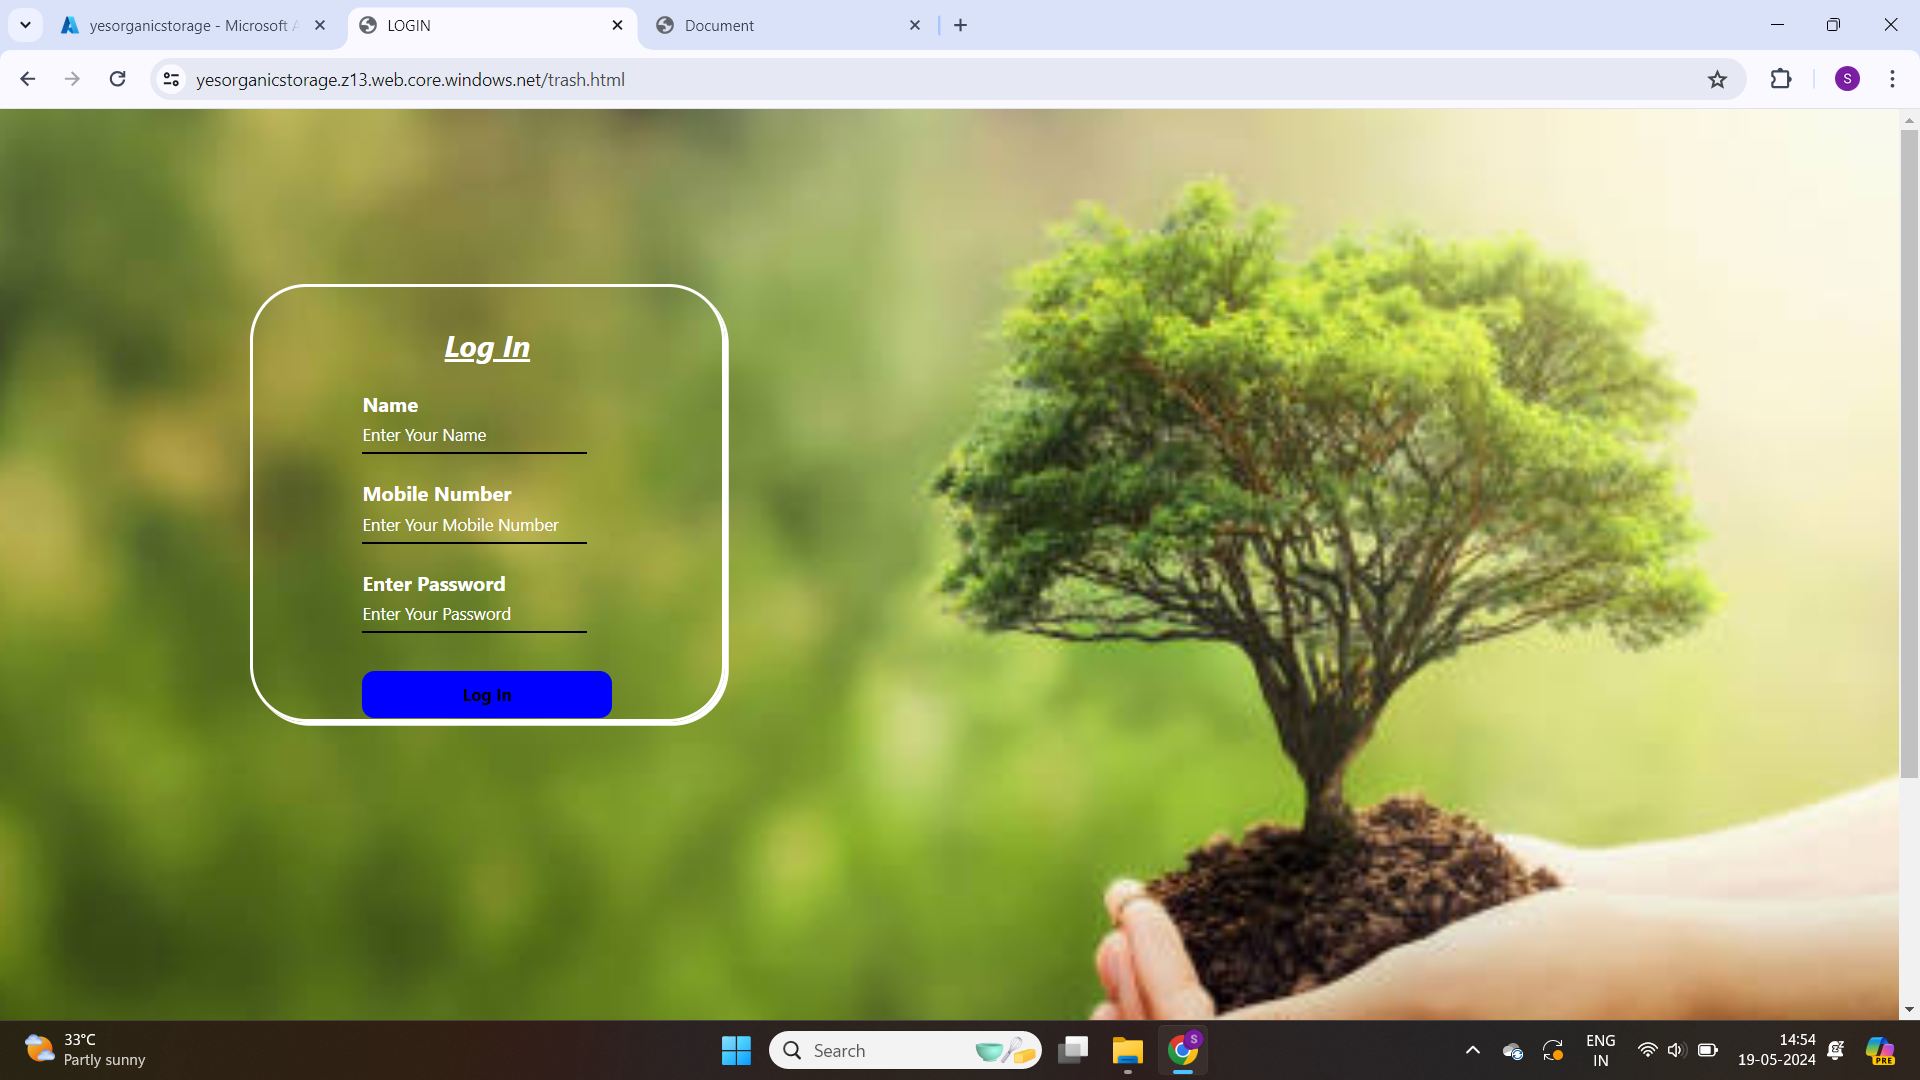 yesorganicstorage - Microsoft A
LOGIN
Document
yesorganicstorage.z13.web.core.windows.net/trash.html
S
Log In
Name
Enter Your Name
Mobile Number
Enter Your Mobile Number
Enter Password
Enter Your Password
Log In
33°C
Partly sunny
Search
S
ENG
IN
14:54
19-05-2024
PRE